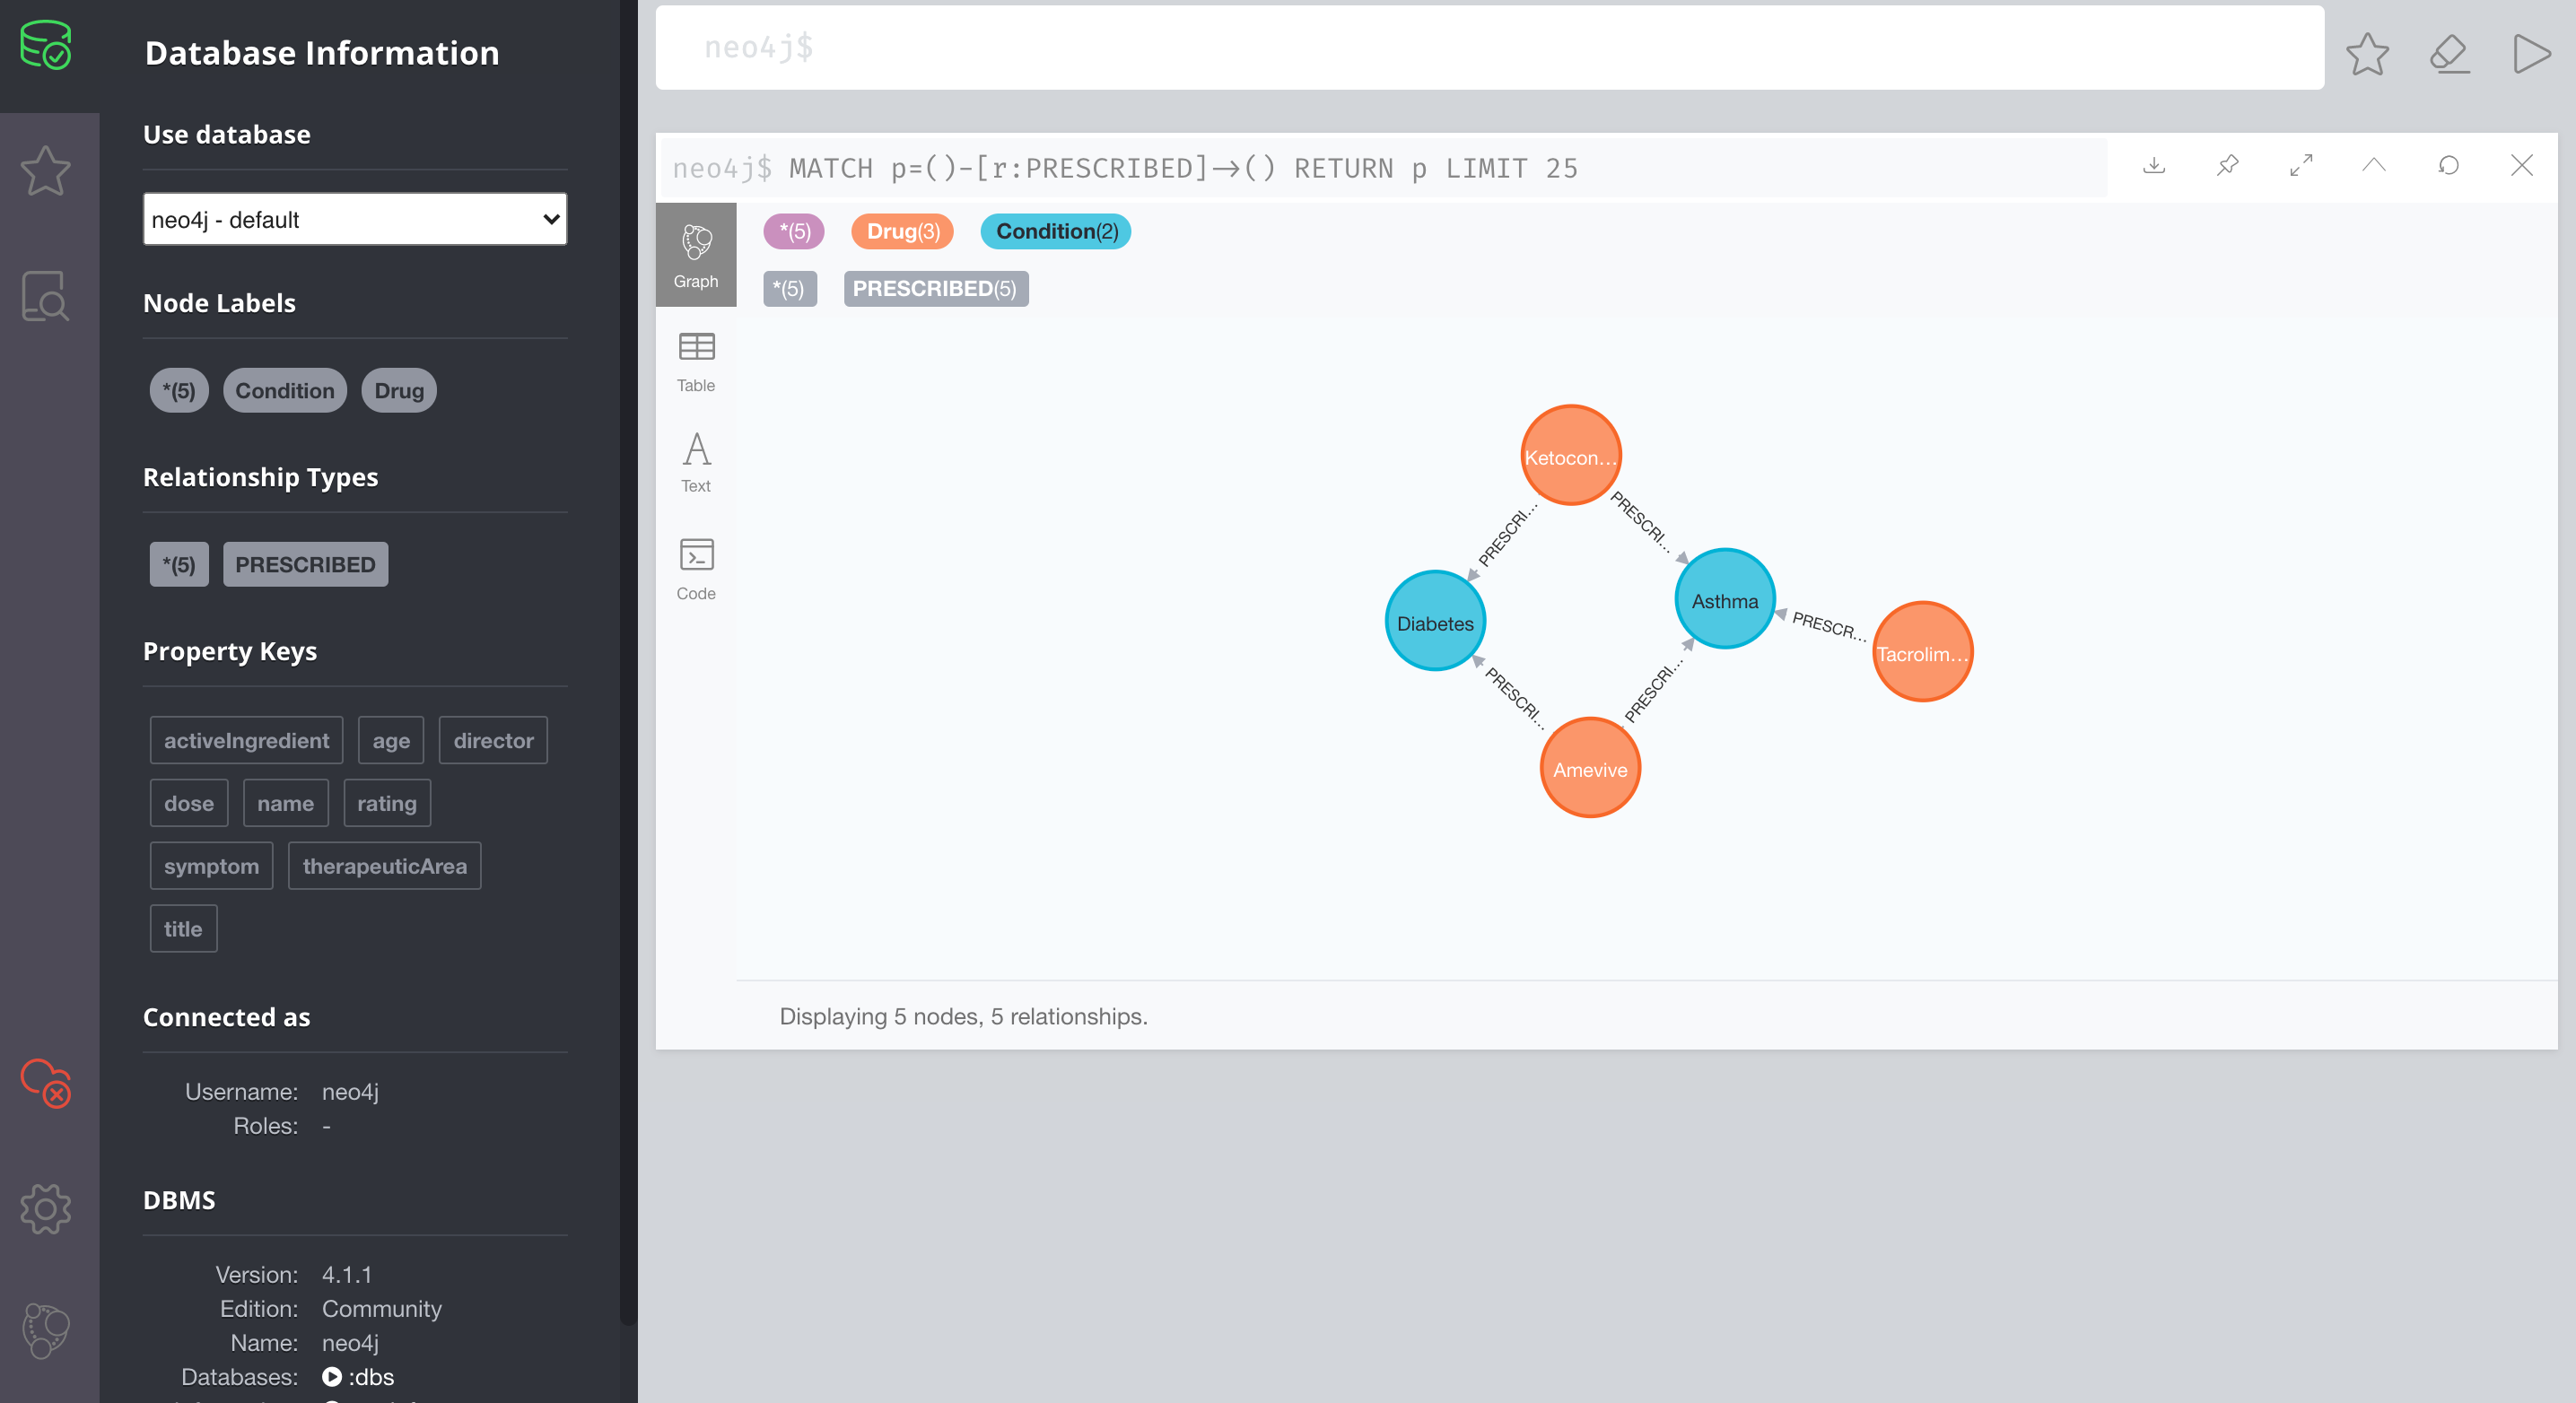 Database Information
Use database
neo4j - default
Node Labels
*(5) Condition Drug
Relationship Types
*(5) PRESCRIBED
Property Keys
activeIngredient age director
dose name rating
symptom therapeuticArea
title
Connected as
Username: neo4j
Roles: -
DBMS
Version: 4.1.1
Edition: Community
Name: neo4j
Databases: :dbs
neo4j$
neo4j$ MATCH p=()-[r:PRESCRIBED]->() RETURN p LIMIT 25
Graph
Table
Text
Code
*(5) Drug(3) Condition(2)
*(5) PRESCRIBED(5)
Ketocon...
PRESCRI...
PRESCRI...
Diabetes
Asthma
PRESCR...
Tacrolim...
PRESCRI...
PRESCRI...
Amevive
Displaying 5 nodes, 5 relationships.